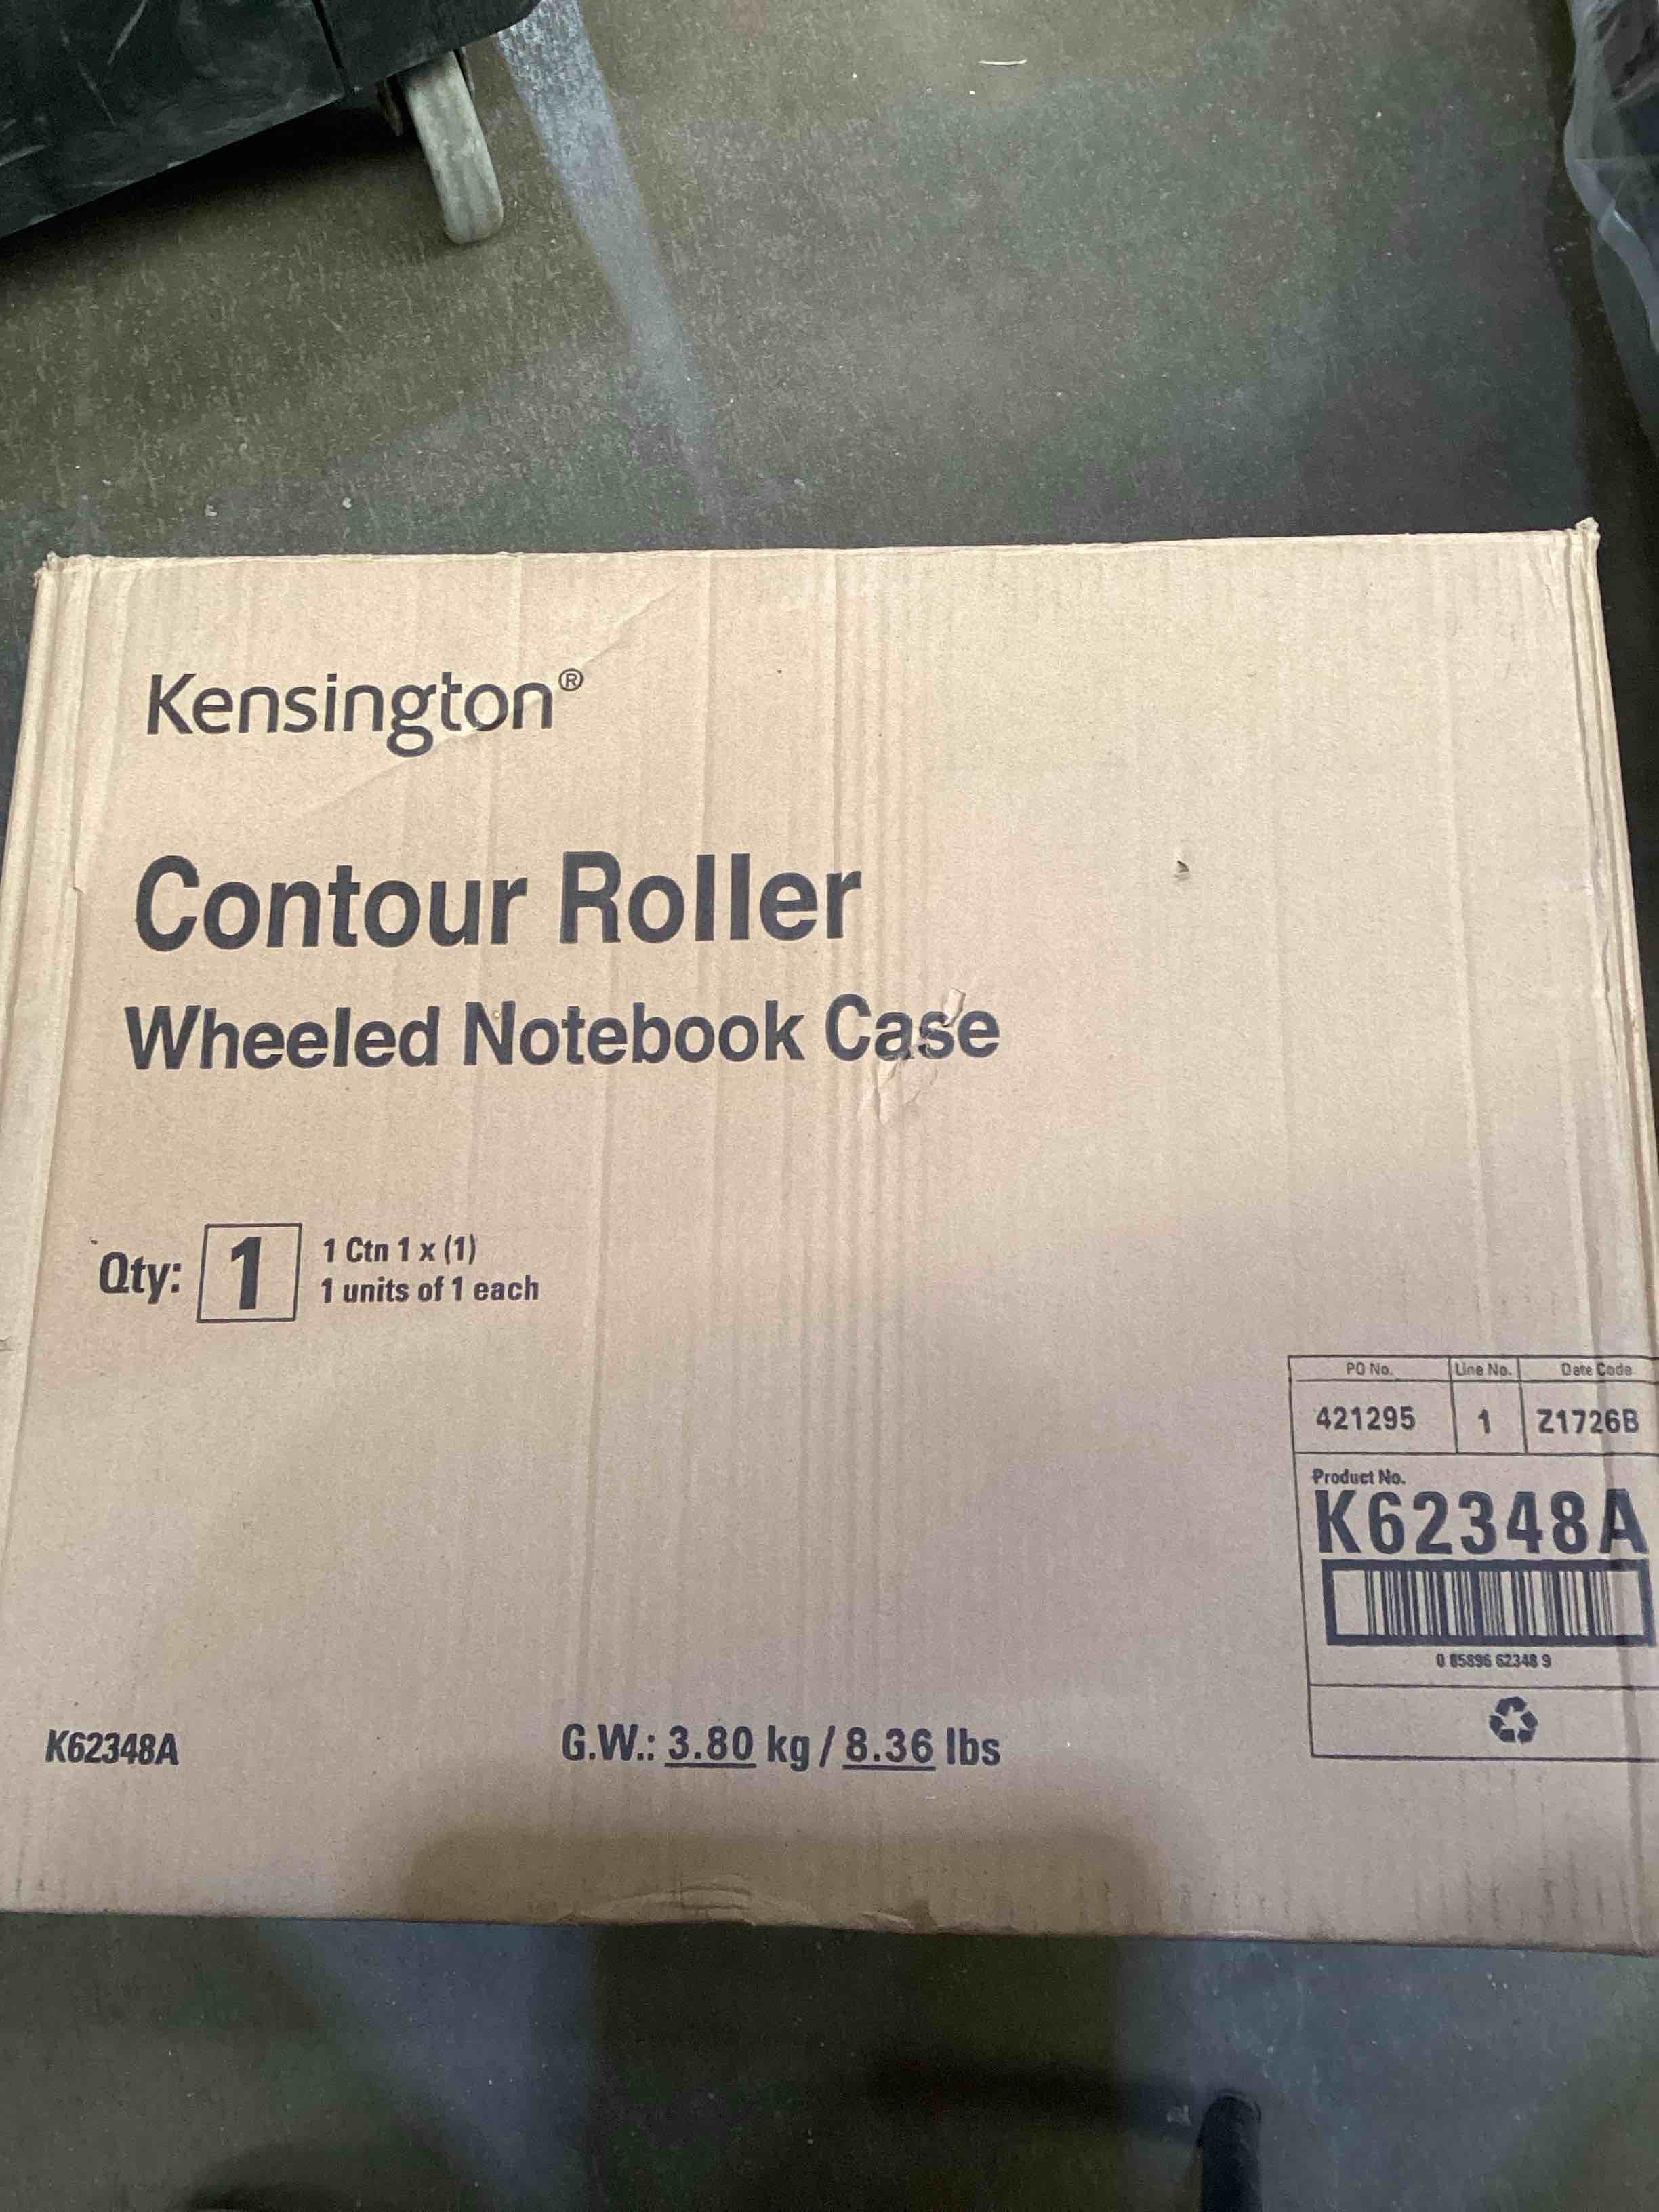 Kensington®
Contour Roller
Wheeled Notebook Case
Qty: 1
1 Ctn 1 x (1)
1 units of 1 each
PO No. Line No. Date Code
421295 1 Z1726B
Product No.
K62348A
0 85896 62348 9
K62348A
G.W.: 3.80 kg / 8.36 lbs